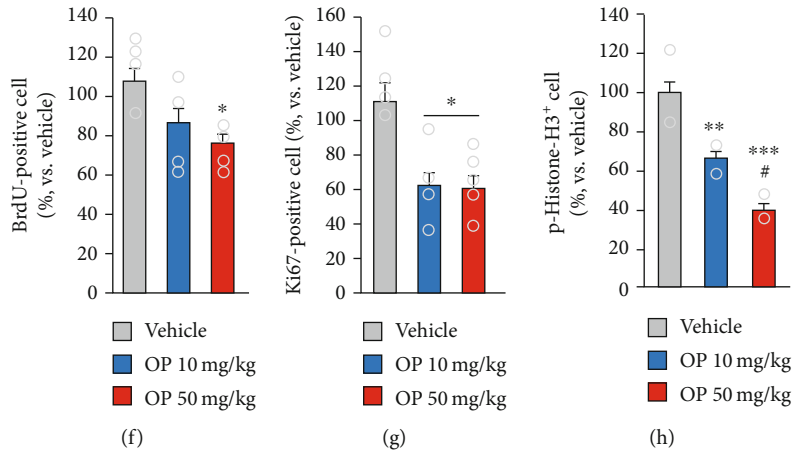 BrdU-positive cell
(%, vs. vehicle)
140
120
100
80
60
40
20
0
*
Vehicle
OP 10 mg/kg
OP 50 mg/kg
(f)
Ki67-positive cell (%, vs. vehicle)
160
140
120
100
80
60
40
20
0
*
Vehicle
OP 10 mg/kg
OP 50 mg/kg
(g)
p-Histone-H3⁺ cell
(%, vs. vehicle)
140
120
100
80
60
40
20
0
**
***
#
Vehicle
OP 10 mg/kg
OP 50 mg/kg
(h)